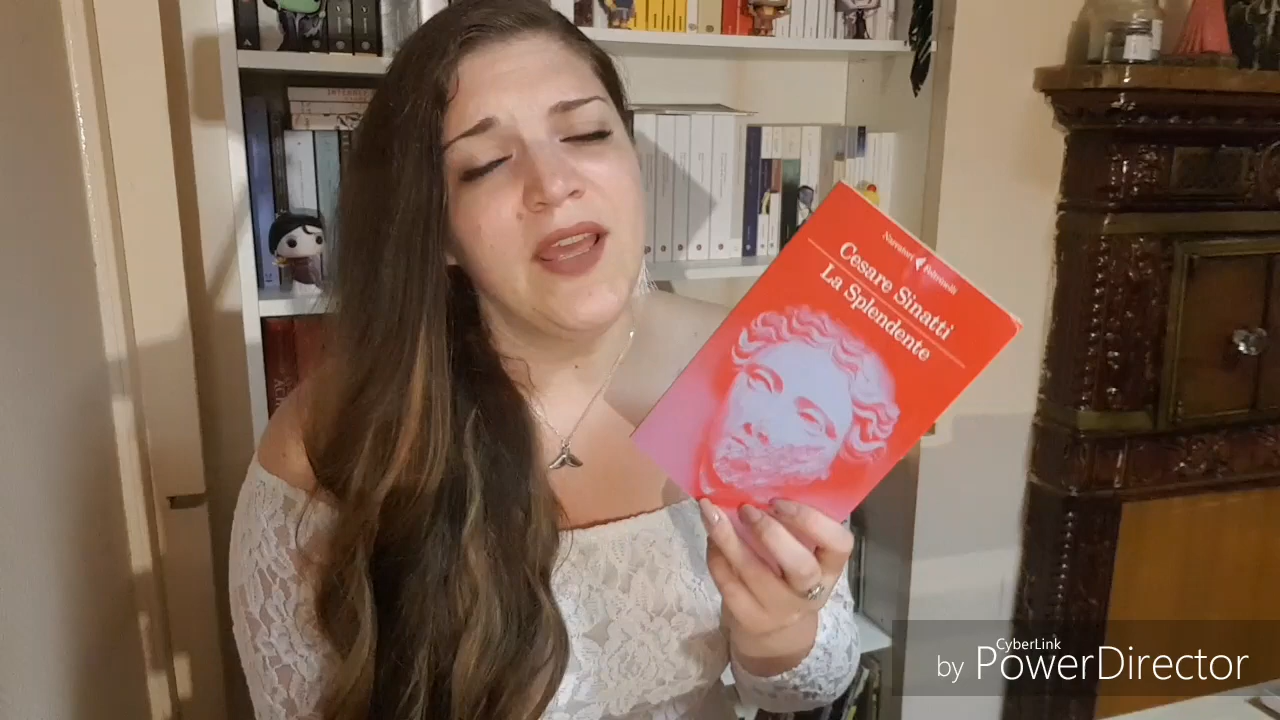 Narratori Feltrinelli
Cesare Sinatti
La Splendente
CyberLink
by PowerDirector